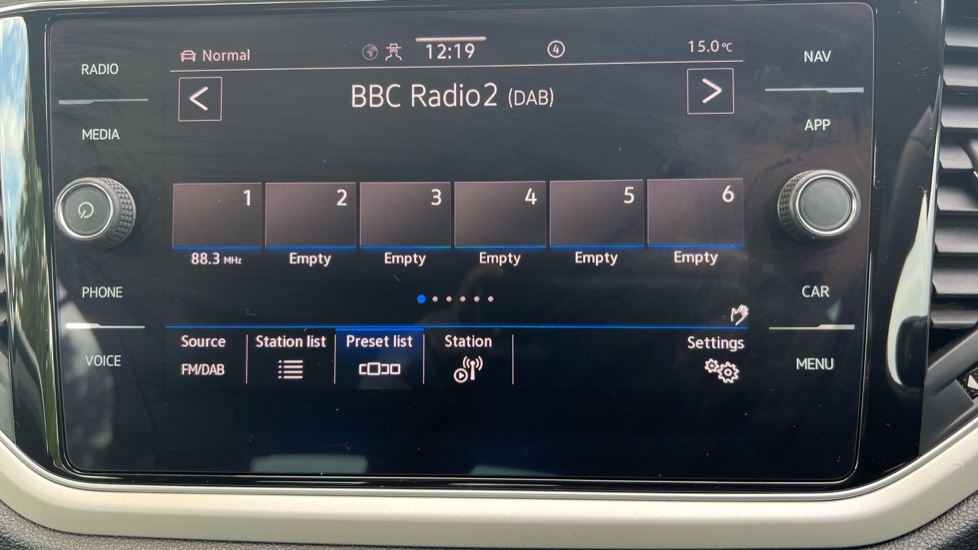 Normal 12:19 4 15.0°C
RADIO
MEDIA
PHONE
VOICE
< BBC Radio2 (DAB) >
1 2 3 4 5 6
88.3 MHz Empty Empty Empty Empty Empty
Source Station list Preset list Station Settings
FM/DAB
NAV
APP
CAR
MENU